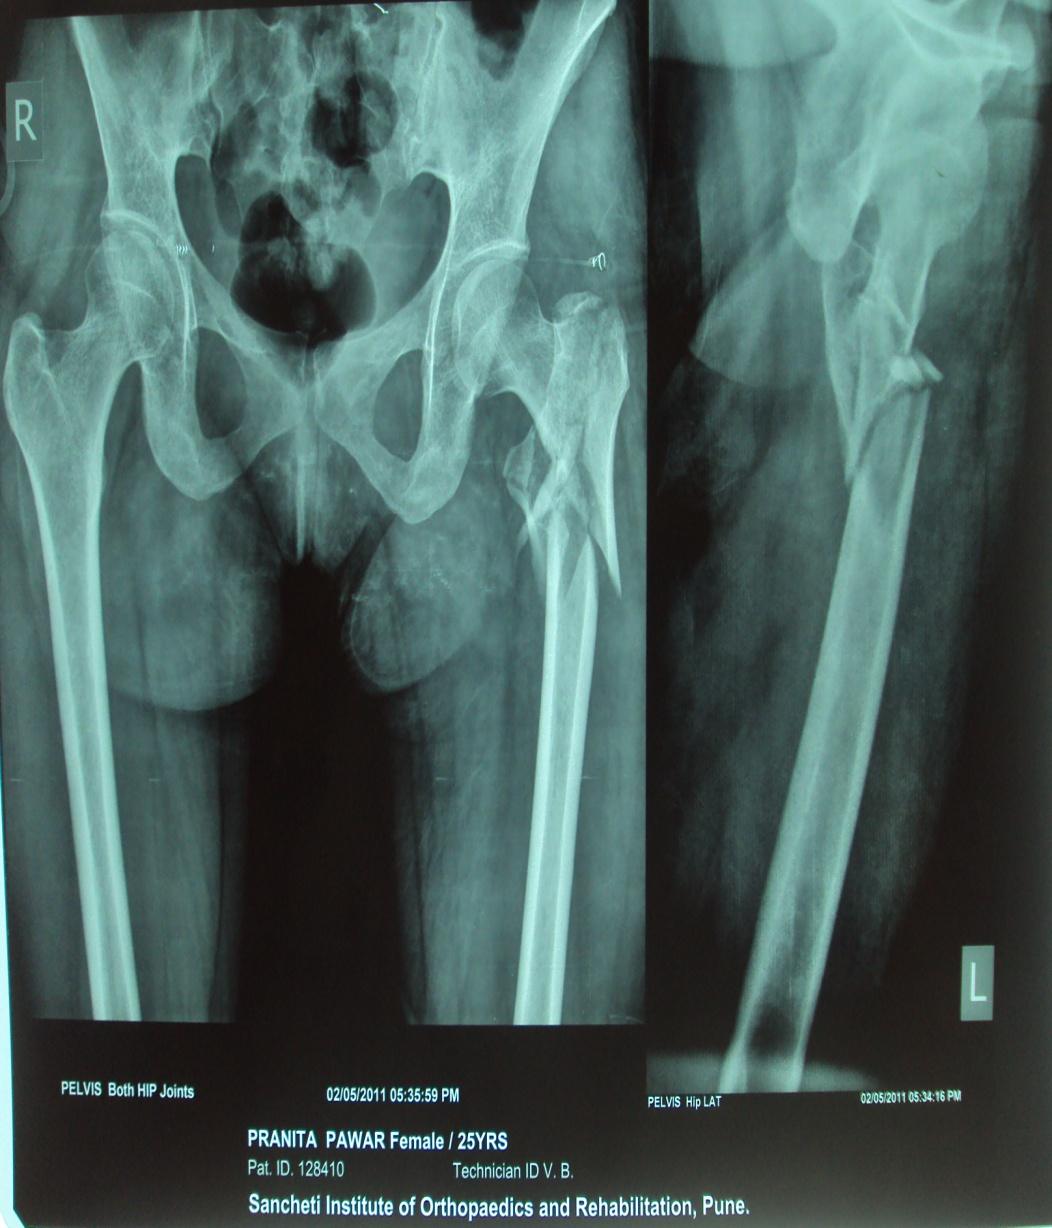 R
L
PELVIS Both HIP Joints
02/05/2011 05:35:59 PM
PELVIS Hip LAT
02/05/2011 05:34:16 PM
PRANITA PAWAR Female / 25YRS
Pat. ID. 128410 Technician ID V. B.
Sancheti Institute of Orthopaedics and Rehabilitation, Pune.